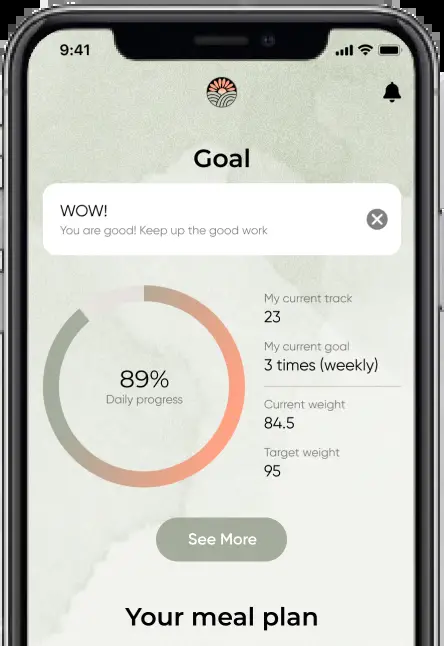 9:41
Goal
WOW!
You are good! Keep up the good work
89%
Daily progress
My current track
23
My current goal
3 times (weekly)
Current weight
84.5
Target weight
95
See More
Your meal plan